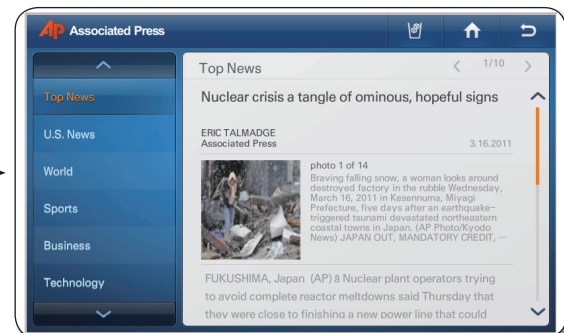 AP Associated Press
Top News
U.S. News
World
Sports
Business
Technology
Top News
1/10
Nuclear crisis a tangle of ominous, hopeful signs
ERIC TALMADGE
Associated Press
3.16.2011
photo 1 of 14
Braving falling snow, a woman looks around
destroyed factory in the rubble Wednesday,
March 16, 2011 in Kesennuma, Miyagi
Prefecture, five days after an earthquake-
triggered tsunami devastated northeastern
coastal towns in Japan. (AP Photo/Kyodo
News) JAPAN OUT, MANDATORY CREDIT, ···
FUKUSHIMA, Japan (AP) â Nuclear plant operators trying
to avoid complete reactor meltdowns said Thursday that
they were close to finishing a new power line that could